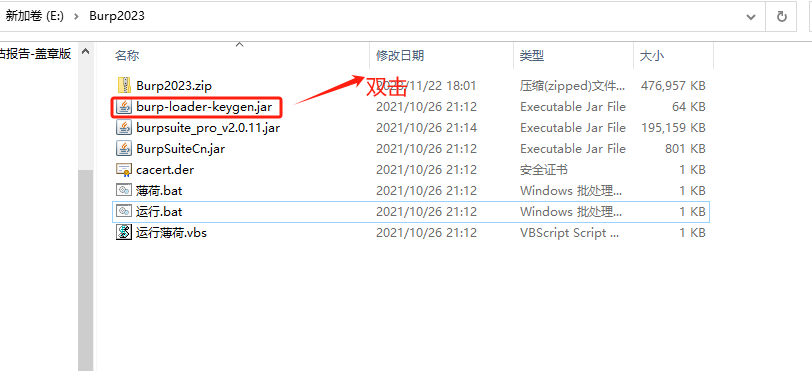 新加卷 (E:) > Burp2023
估报告-盖章版
名称 修改日期 类型 大小
Burp2023.zip 2023/11/22 18:01 压缩(zipped)文件... 476,957 KB
双击
burp-loader-keygen.jar 2021/10/26 21:12 Executable Jar File 64 KB
burpsuite_pro_v2.0.11.jar 2021/10/26 21:14 Executable Jar File 195,159 KB
BurpSuiteCn.jar 2021/10/26 21:12 Executable Jar File 801 KB
cacert.der 2021/10/26 21:12 安全证书 1 KB
薄荷.bat 2021/10/26 21:12 Windows 批处理... 1 KB
运行.bat 2021/10/26 21:12 Windows 批处理... 1 KB
运行薄荷.vbs 2021/10/26 21:12 VBScript Script ... 1 KB